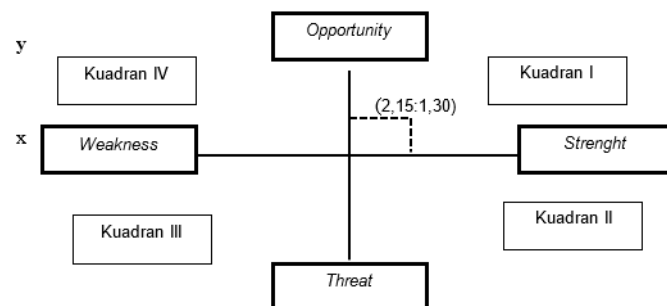 Opportunity
y
Kuadran IV
Kuadran I
(2,15:1,30)
x
Weakness
Strenght
Kuadran III
Kuadran II
Threat